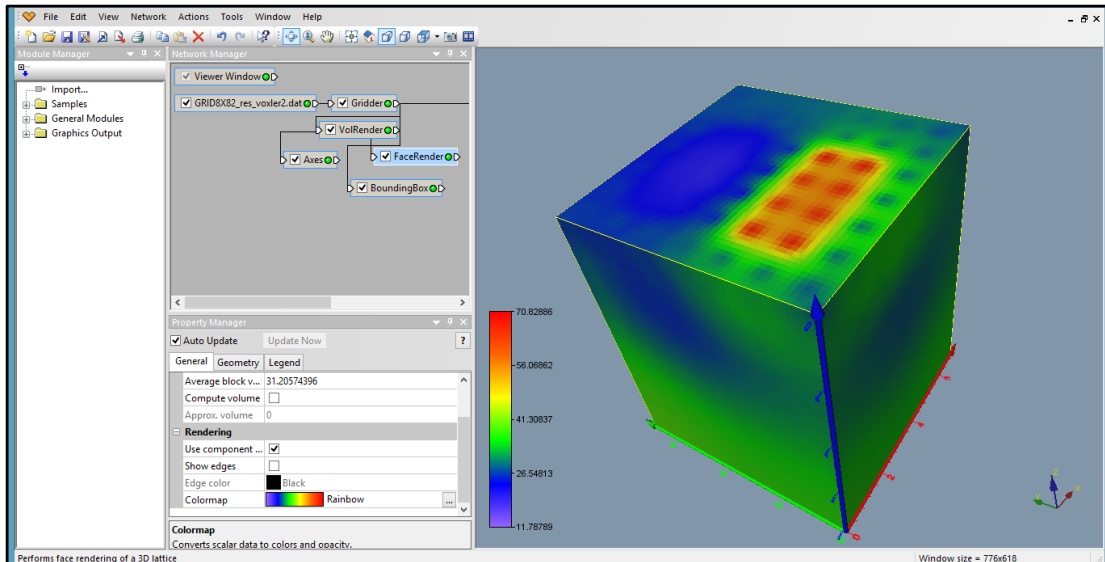 File Edit View Network Actions Tools Window Help
Module Manager
Import...
Samples
General Modules
Graphics Output
Network Manager
Viewer Window
GRID8X82_res_voxler2.dat
Gridder
VolRender
Axes
FaceRender
BoundingBox
Property Manager
Auto Update Update Now
General Geometry Legend
Average block v... 31.20574396
Compute volume
Approx. volume 0
Rendering
Use component ...
Show edges
Edge color Black
Colormap Rainbow ...
Colormap
Converts scalar data to colors and opacity.
70.82886
56.06862
41.30837
26.54813
11.78789
Performs face rendering of a 3D lattice
Window size = 776x618